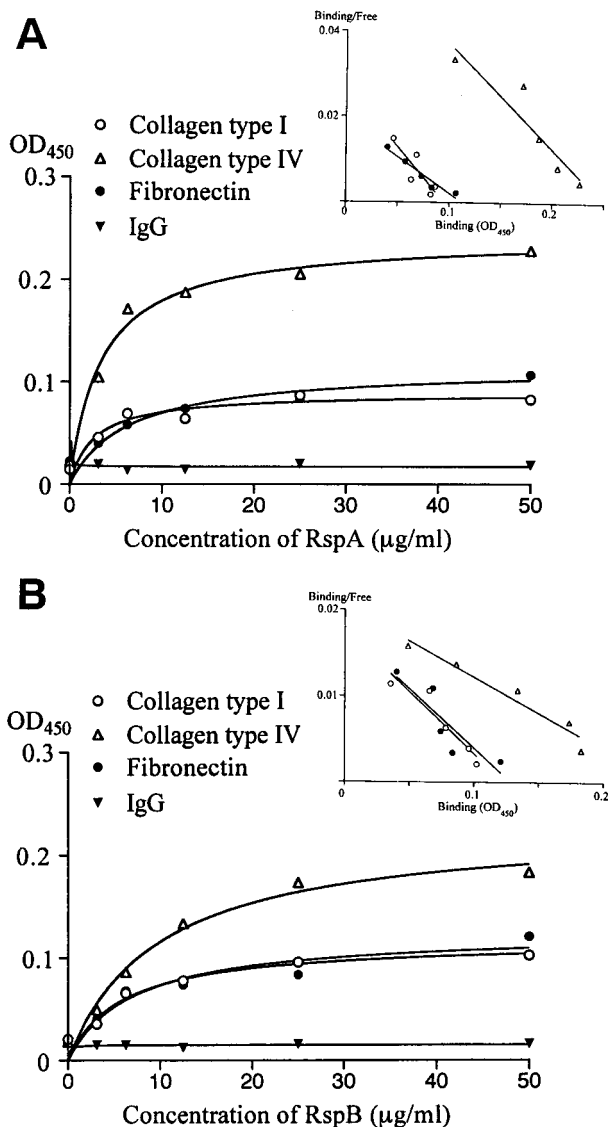 A
Binding/Free
0.04
0.02
0
0.1
0.2
Binding (OD450)
○ Collagen type I
△ Collagen type IV
● Fibronectin
▼ IgG
OD450
0.3
0.2
0.1
0
0
10
20
30
40
50
Concentration of RspA (µg/ml)
B
Binding/Free
0.02
0.01
0
0.1
0.2
Binding (OD450)
○ Collagen type I
△ Collagen type IV
● Fibronectin
▼ IgG
OD450
0.3
0.2
0.1
0
0
10
20
30
40
50
Concentration of RspB (µg/ml)